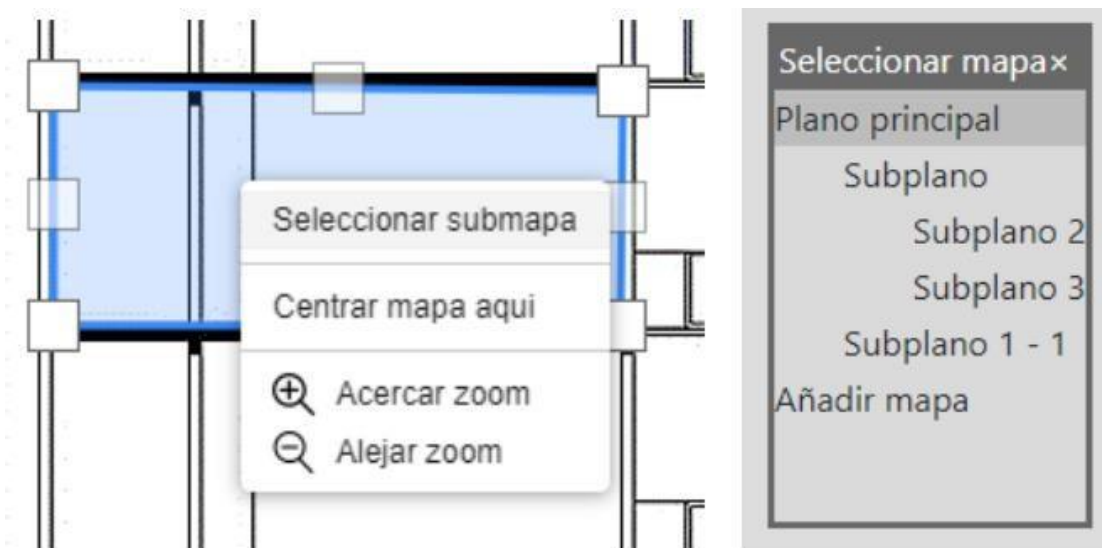 Seleccionar submapa
Centrar mapa aqui
Acercar zoom
Alejar zoom
Seleccionar mapa×
Plano principal
Subplano
Subplano 2
Subplano 3
Subplano 1 - 1
Añadir mapa